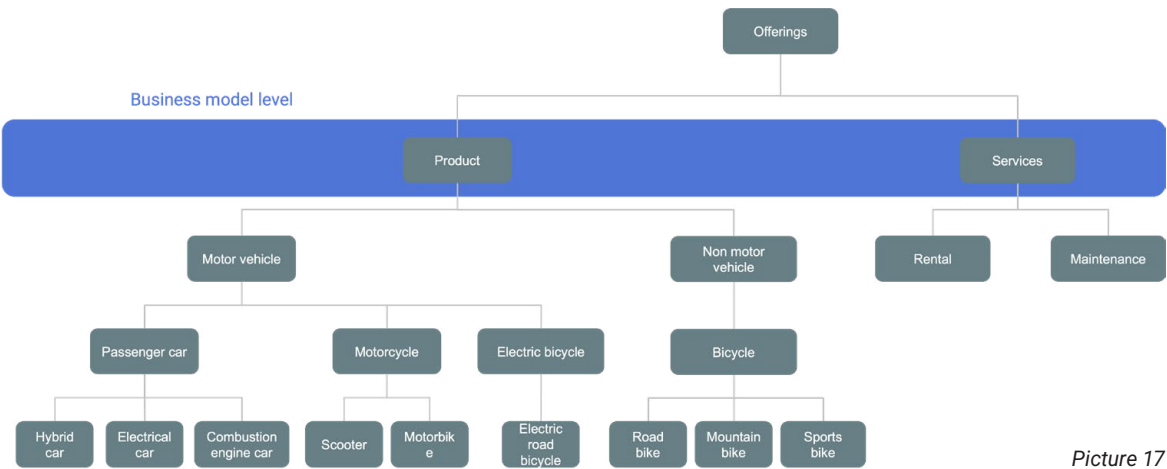 Offerings
Business model level
Product
Services
Motor vehicle
Non motor
vehicle
Rental
Maintenance
Passenger car
Motorcycle
Electric bicycle
Bicycle
Hybrid
car
Electrical
car
Combustion
engine car
Scooter
Motorbik
e
Electric
road
bicycle
Road
bike
Mountain
bike
Sports
bike
Picture 17